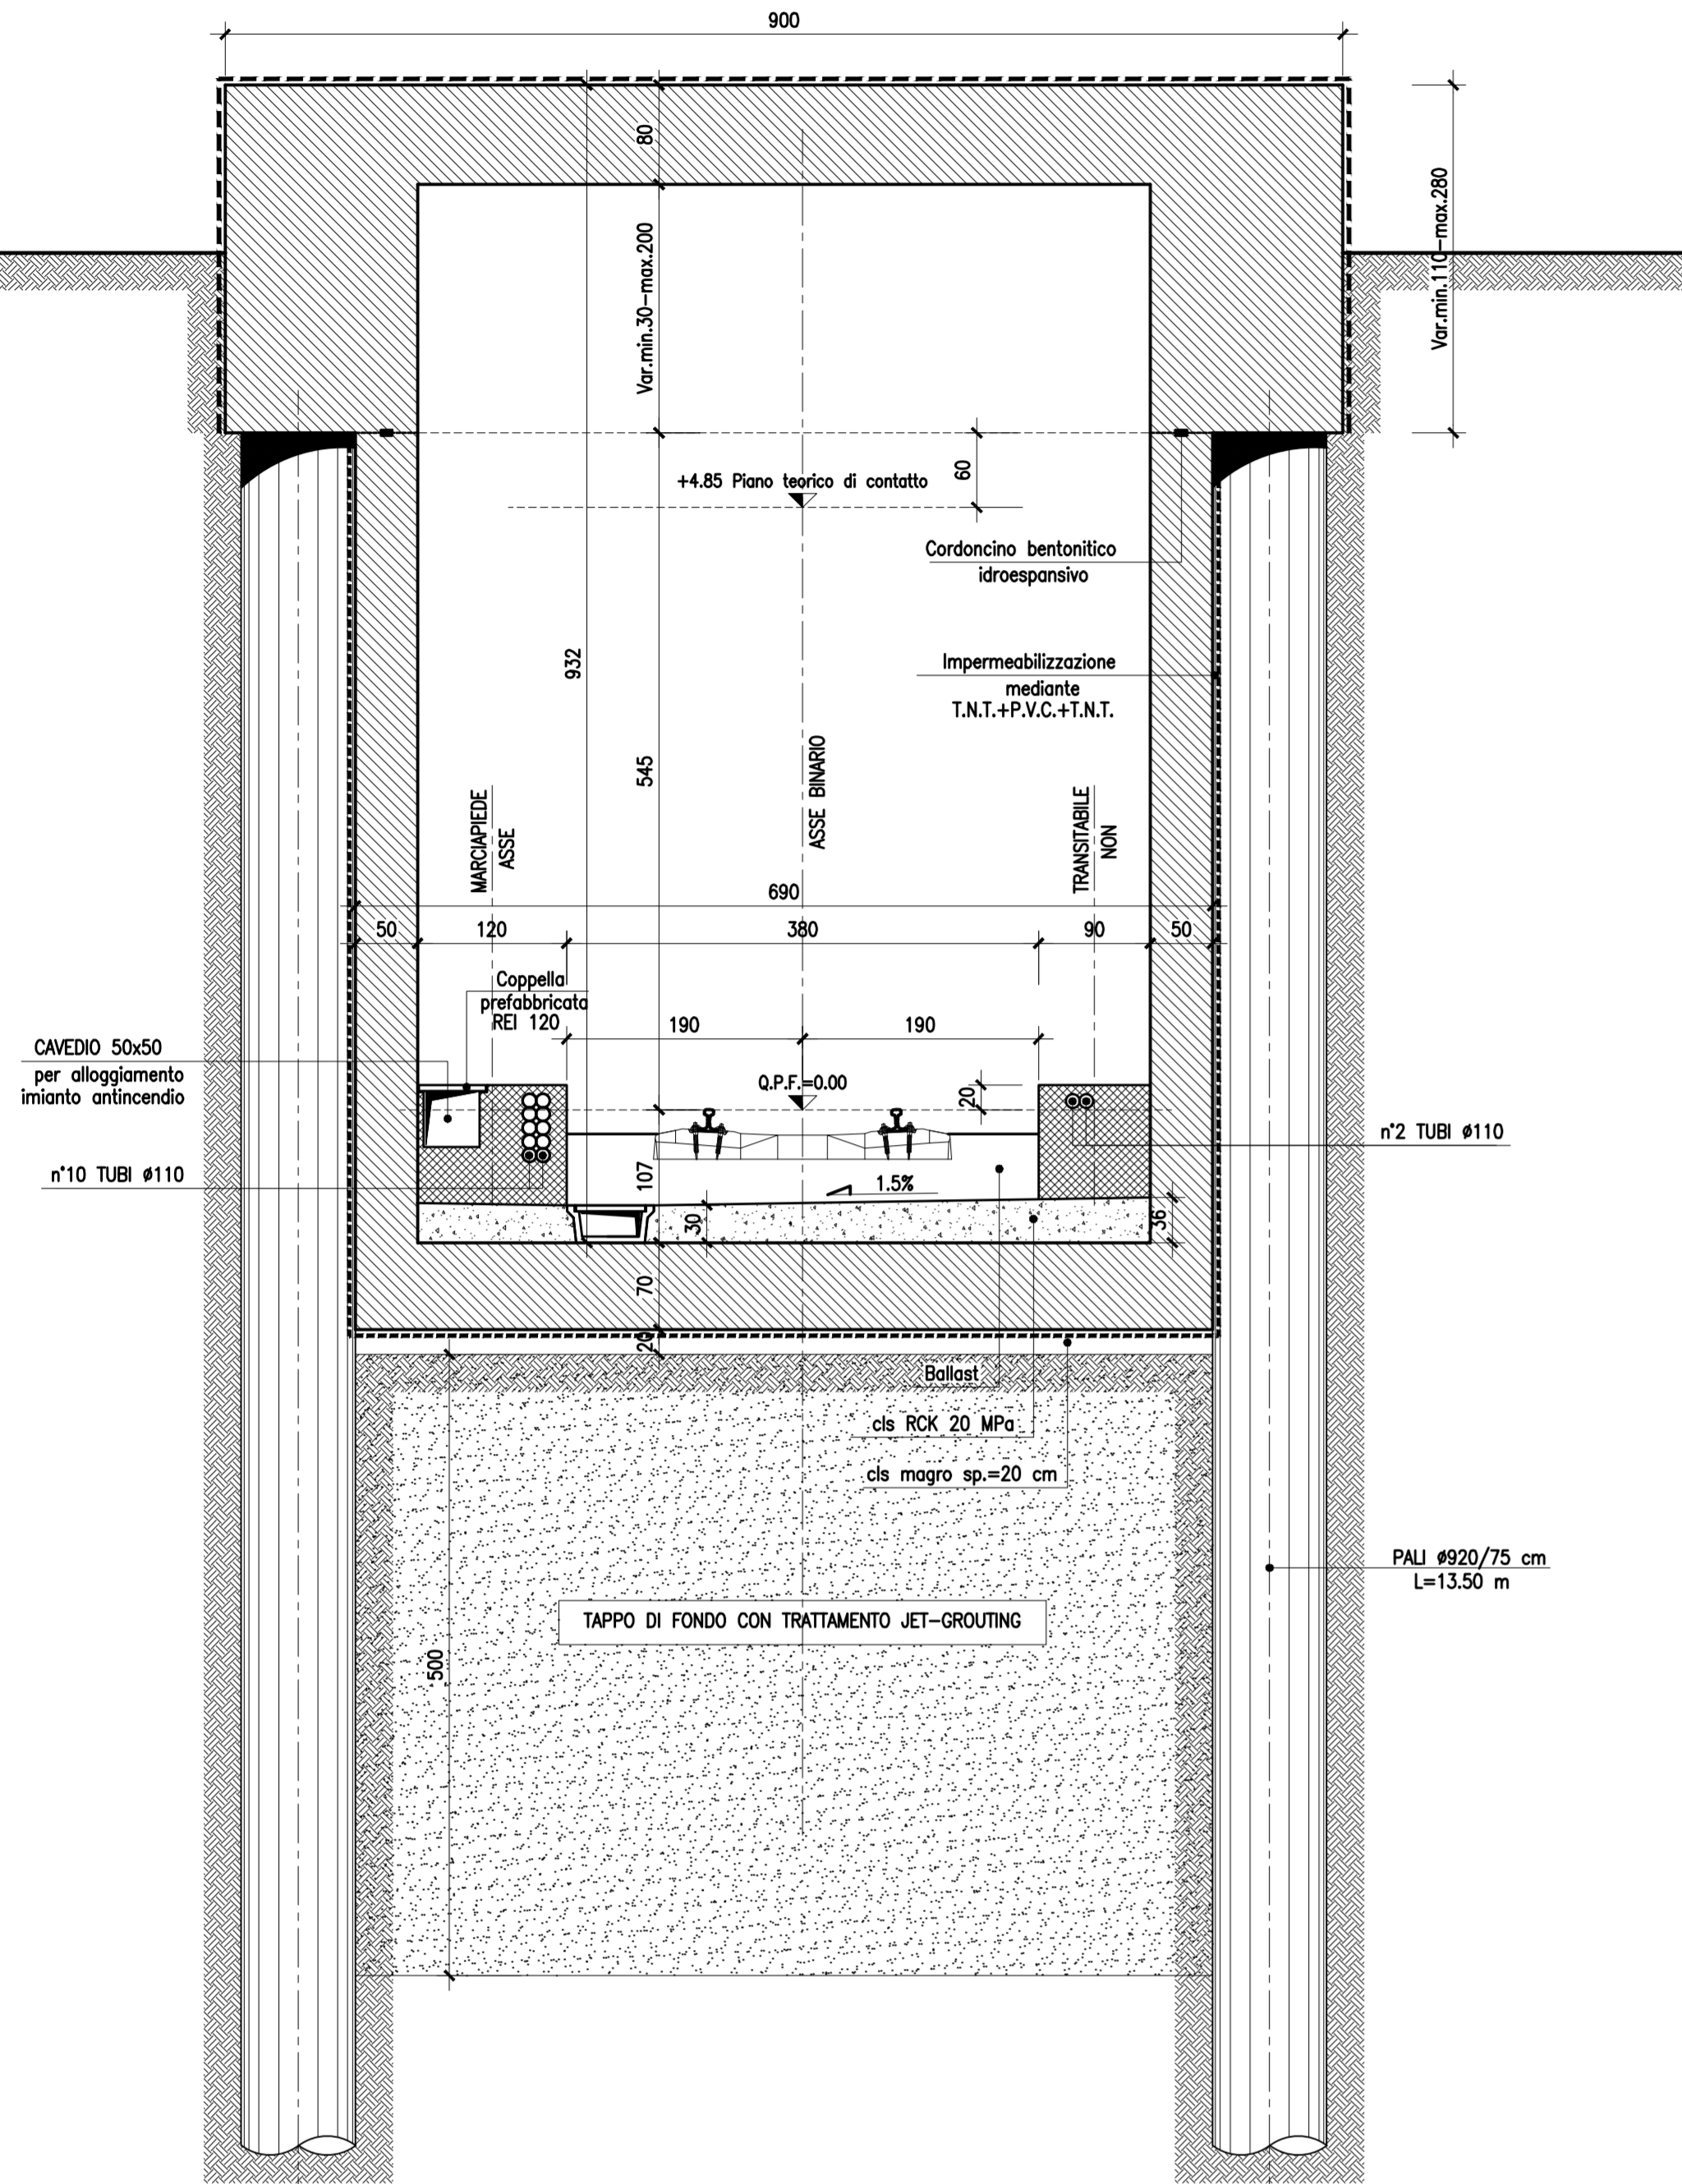 900
80
Var.min.30-max.200
Var.min.110-max.280
+4.85 Piano teorico di contatto
60
Cordoncino bentonitico
idroespansivo
932
Impermeabilizzazione
mediante
T.N.T.+P.V.C.+T.N.T.
545
ASSE BINARIO
MARCIAPIEDE
ASSE
TRANSITABILE
NON
690
50
120
380
90
50
Coppella
prefabbricata
REI 120
190
190
CAVEDIO 50x50
per alloggiamento
imianto antincendio
Q.P.F.=0.00
20
n°2 TUBI ø110
n°10 TUBI ø110
107
1.5%
30
36
70
20
Ballast
cls RCK 20 MPa
cls magro sp.=20 cm
PALI ø920/75 cm
L=13.50 m
TAPPO DI FONDO CON TRATTAMENTO JET-GROUTING
500